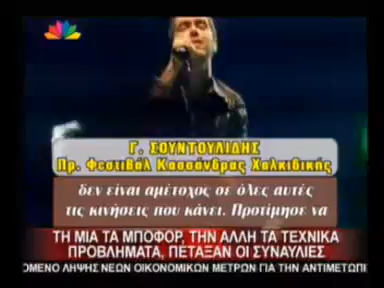 Γ. ΣΟΥΝΤΟΥΛΙΔΗΣ
Πρ. Φεστιβάλ Κασσάνδρας Χαλκιδικής
δεν είναι αμέτοχος σε όλες αυτές
τις κινήσεις που κάνει. Προτίμησε να
ΤΗ ΜΙΑ ΤΑ ΜΠΟΦΟΡ, ΤΗΝ ΑΛΛΗ ΤΑ ΤΕΧΝΙΚΑ
ΠΡΟΒΛΗΜΑΤΑ, ΠΕΤΑΞΑΝ ΟΙ ΣΥΝΑΥΛΙΕΣ
ΟΜΕΝΟ ΛΗΨΗΣ ΝΕΩΝ ΟΙΚΟΝΟΜΙΚΩΝ ΜΕΤΡΩΝ ΓΙΑ ΤΗΝ ΑΝΤΙΜΕΤΩΠΙ